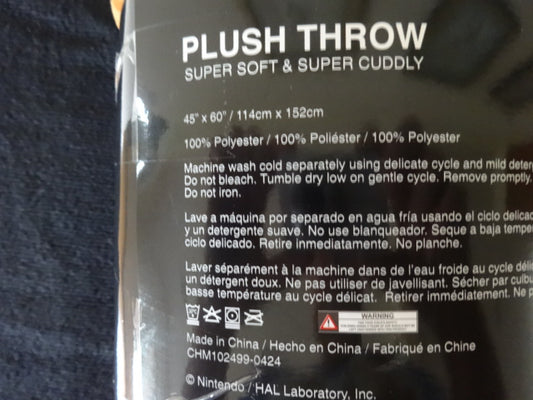 PLUSH THROW
SUPER SOFT & SUPER CUDDLY
45" x 60" / 114cm x 152cm
100% Polyester / 100% Poliéster / 100% Polyester
Machine wash cold separately using delicate cycle and mild deter
Do not bleach. Tumble dry low on gentle cycle. Remove promptly.
Do not iron.
Lave a máquina por separado en agua fría usando el ciclo delicad
y un detergente suave. No use blanqueador. Seque a baja tempe
ciclo delicado. Retire inmediatamente. No planche.
Laver séparément à la machine dans de l'eau froide au cycle déli
un détergent doux. Ne pas utiliser de javellisant. Sécher par culbu
basse température au cycle délicat. Retirer immédiatement. Ne p
WARNING
Made in China / Hecho en China / Fabriqué en Chine
CHM102499-0424
© Nintendo / HAL Laboratory, Inc.